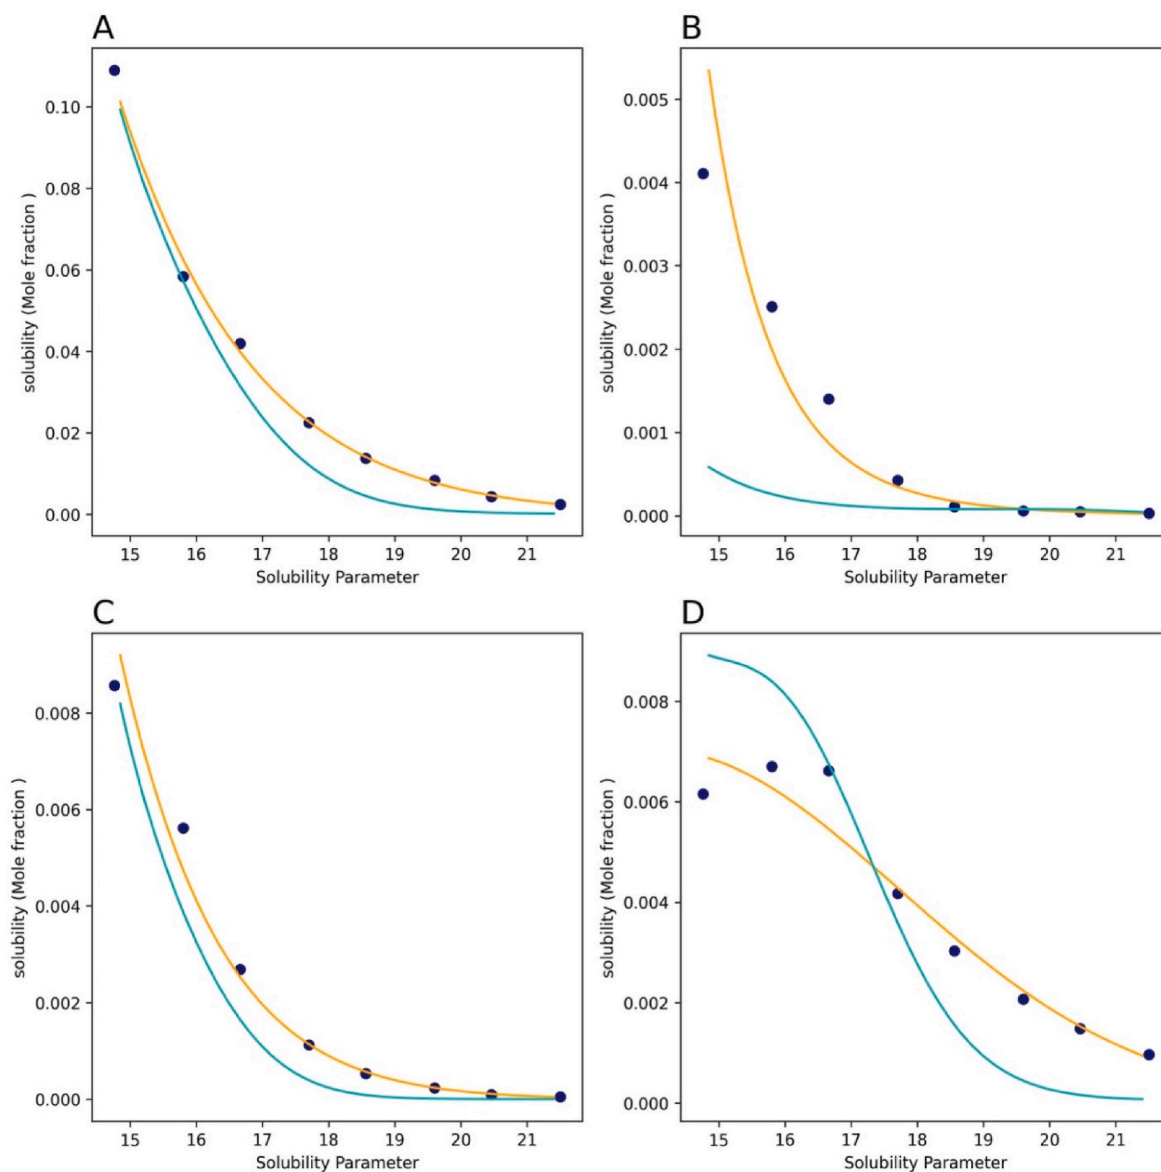 A
0.10
0.08
0.06
0.04
0.02
0.00
solubility (Mole fraction )
15 16 17 18 19 20 21
Solubility Parameter
B
0.005
0.004
0.003
0.002
0.001
0.000
solubility (Mole fraction )
15 16 17 18 19 20 21
Solubility Parameter
C
0.008
0.006
0.004
0.002
0.000
solubility (Mole fraction )
15 16 17 18 19 20 21
Solubility Parameter
D
0.008
0.006
0.004
0.002
0.000
solubility (Mole fraction )
15 16 17 18 19 20 21
Solubility Parameter